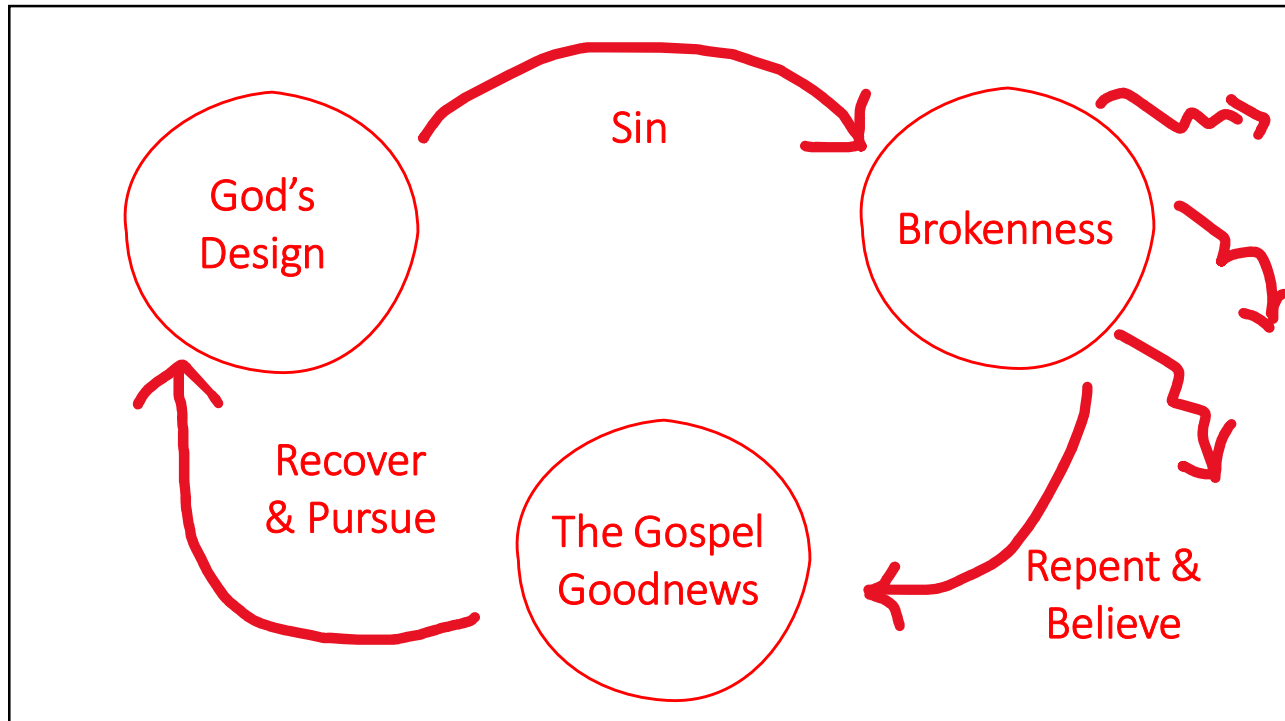 Sin
God's
Design
Brokenness
Recover
& Pursue
The Gospel
Goodnews
Repent &
Believe